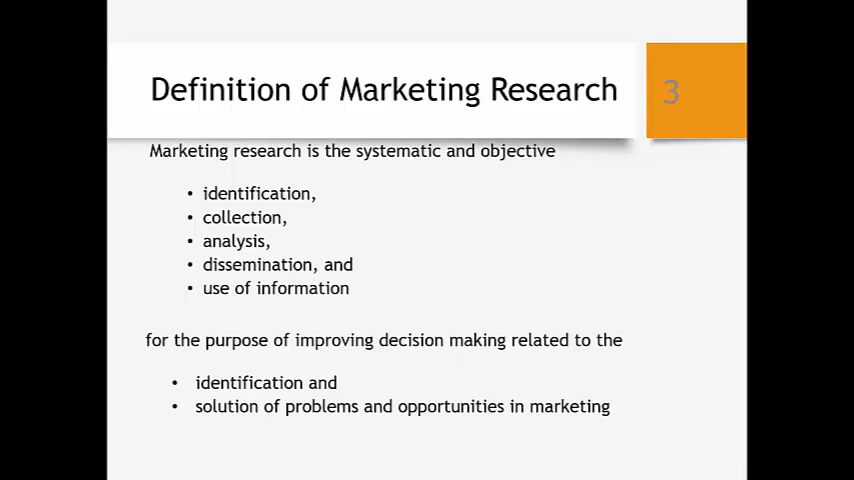 Definition of Marketing Research
3
Marketing research is the systematic and objective
• identification,
• collection,
• analysis,
• dissemination, and
• use of information
for the purpose of improving decision making related to the
• identification and
• solution of problems and opportunities in marketing